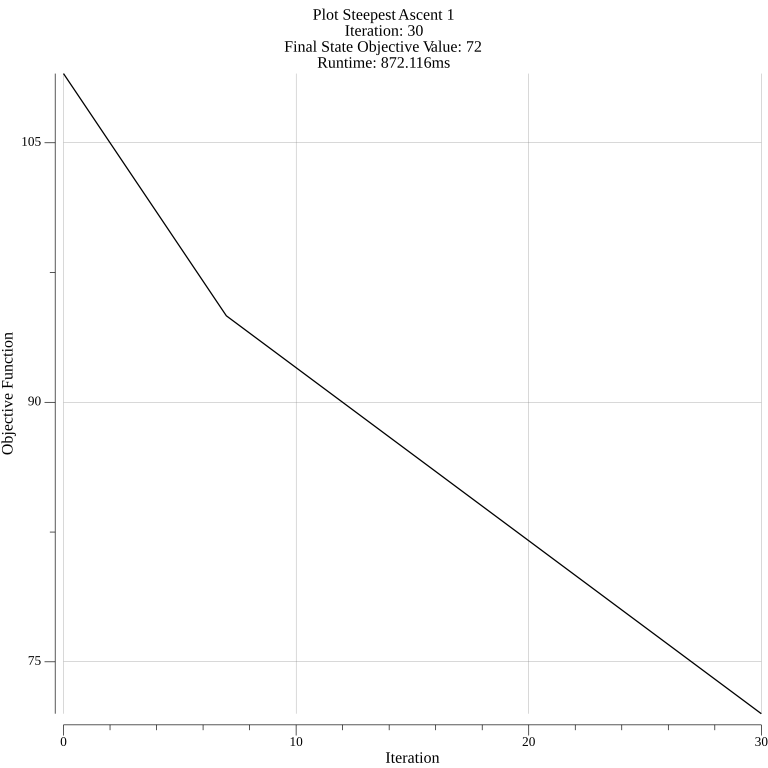 Plot Steepest Ascent 1
Iteration: 30
Final State Objective Value: 72
Runtime: 872.116ms
105
90
75
Objective Function
0 10 20 30
Iteration